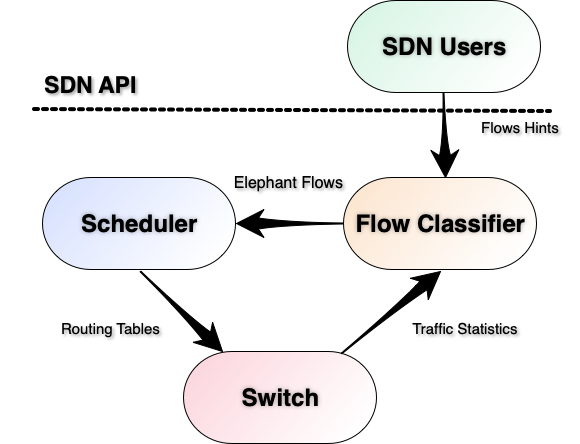 SDN Users
SDN API
Flows Hints
Elephant Flows
Scheduler
Flow Classifier
Routing Tables
Traffic Statistics
Switch